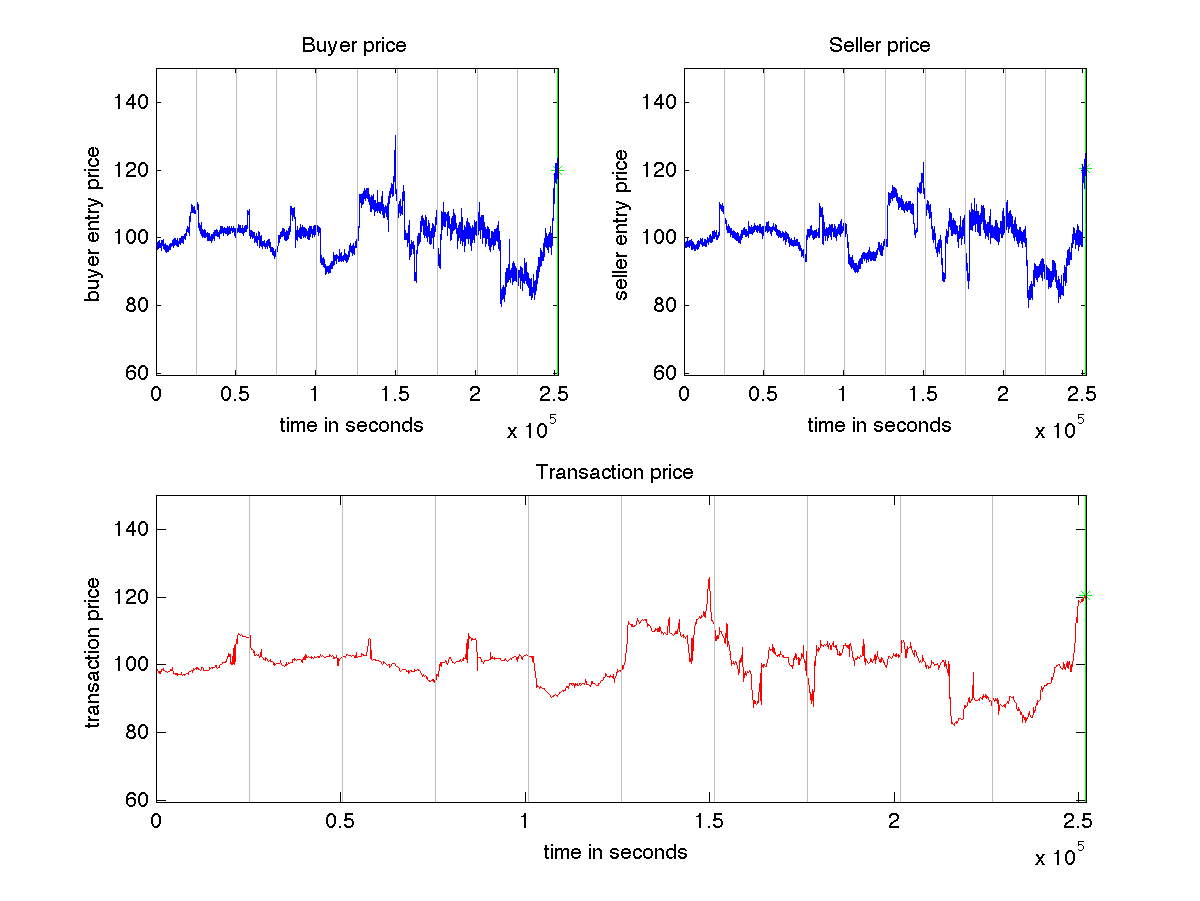 Buyer price
buyer entry price
140
120
100
80
60
0 0.5 1 1.5 2 2.5
time in seconds
x 10^5
Seller price
seller entry price
140
120
100
80
60
0 0.5 1 1.5 2 2.5
time in seconds
x 10^5
Transaction price
transaction price
140
120
100
80
60
0 0.5 1 1.5 2 2.5
time in seconds
x 10^5